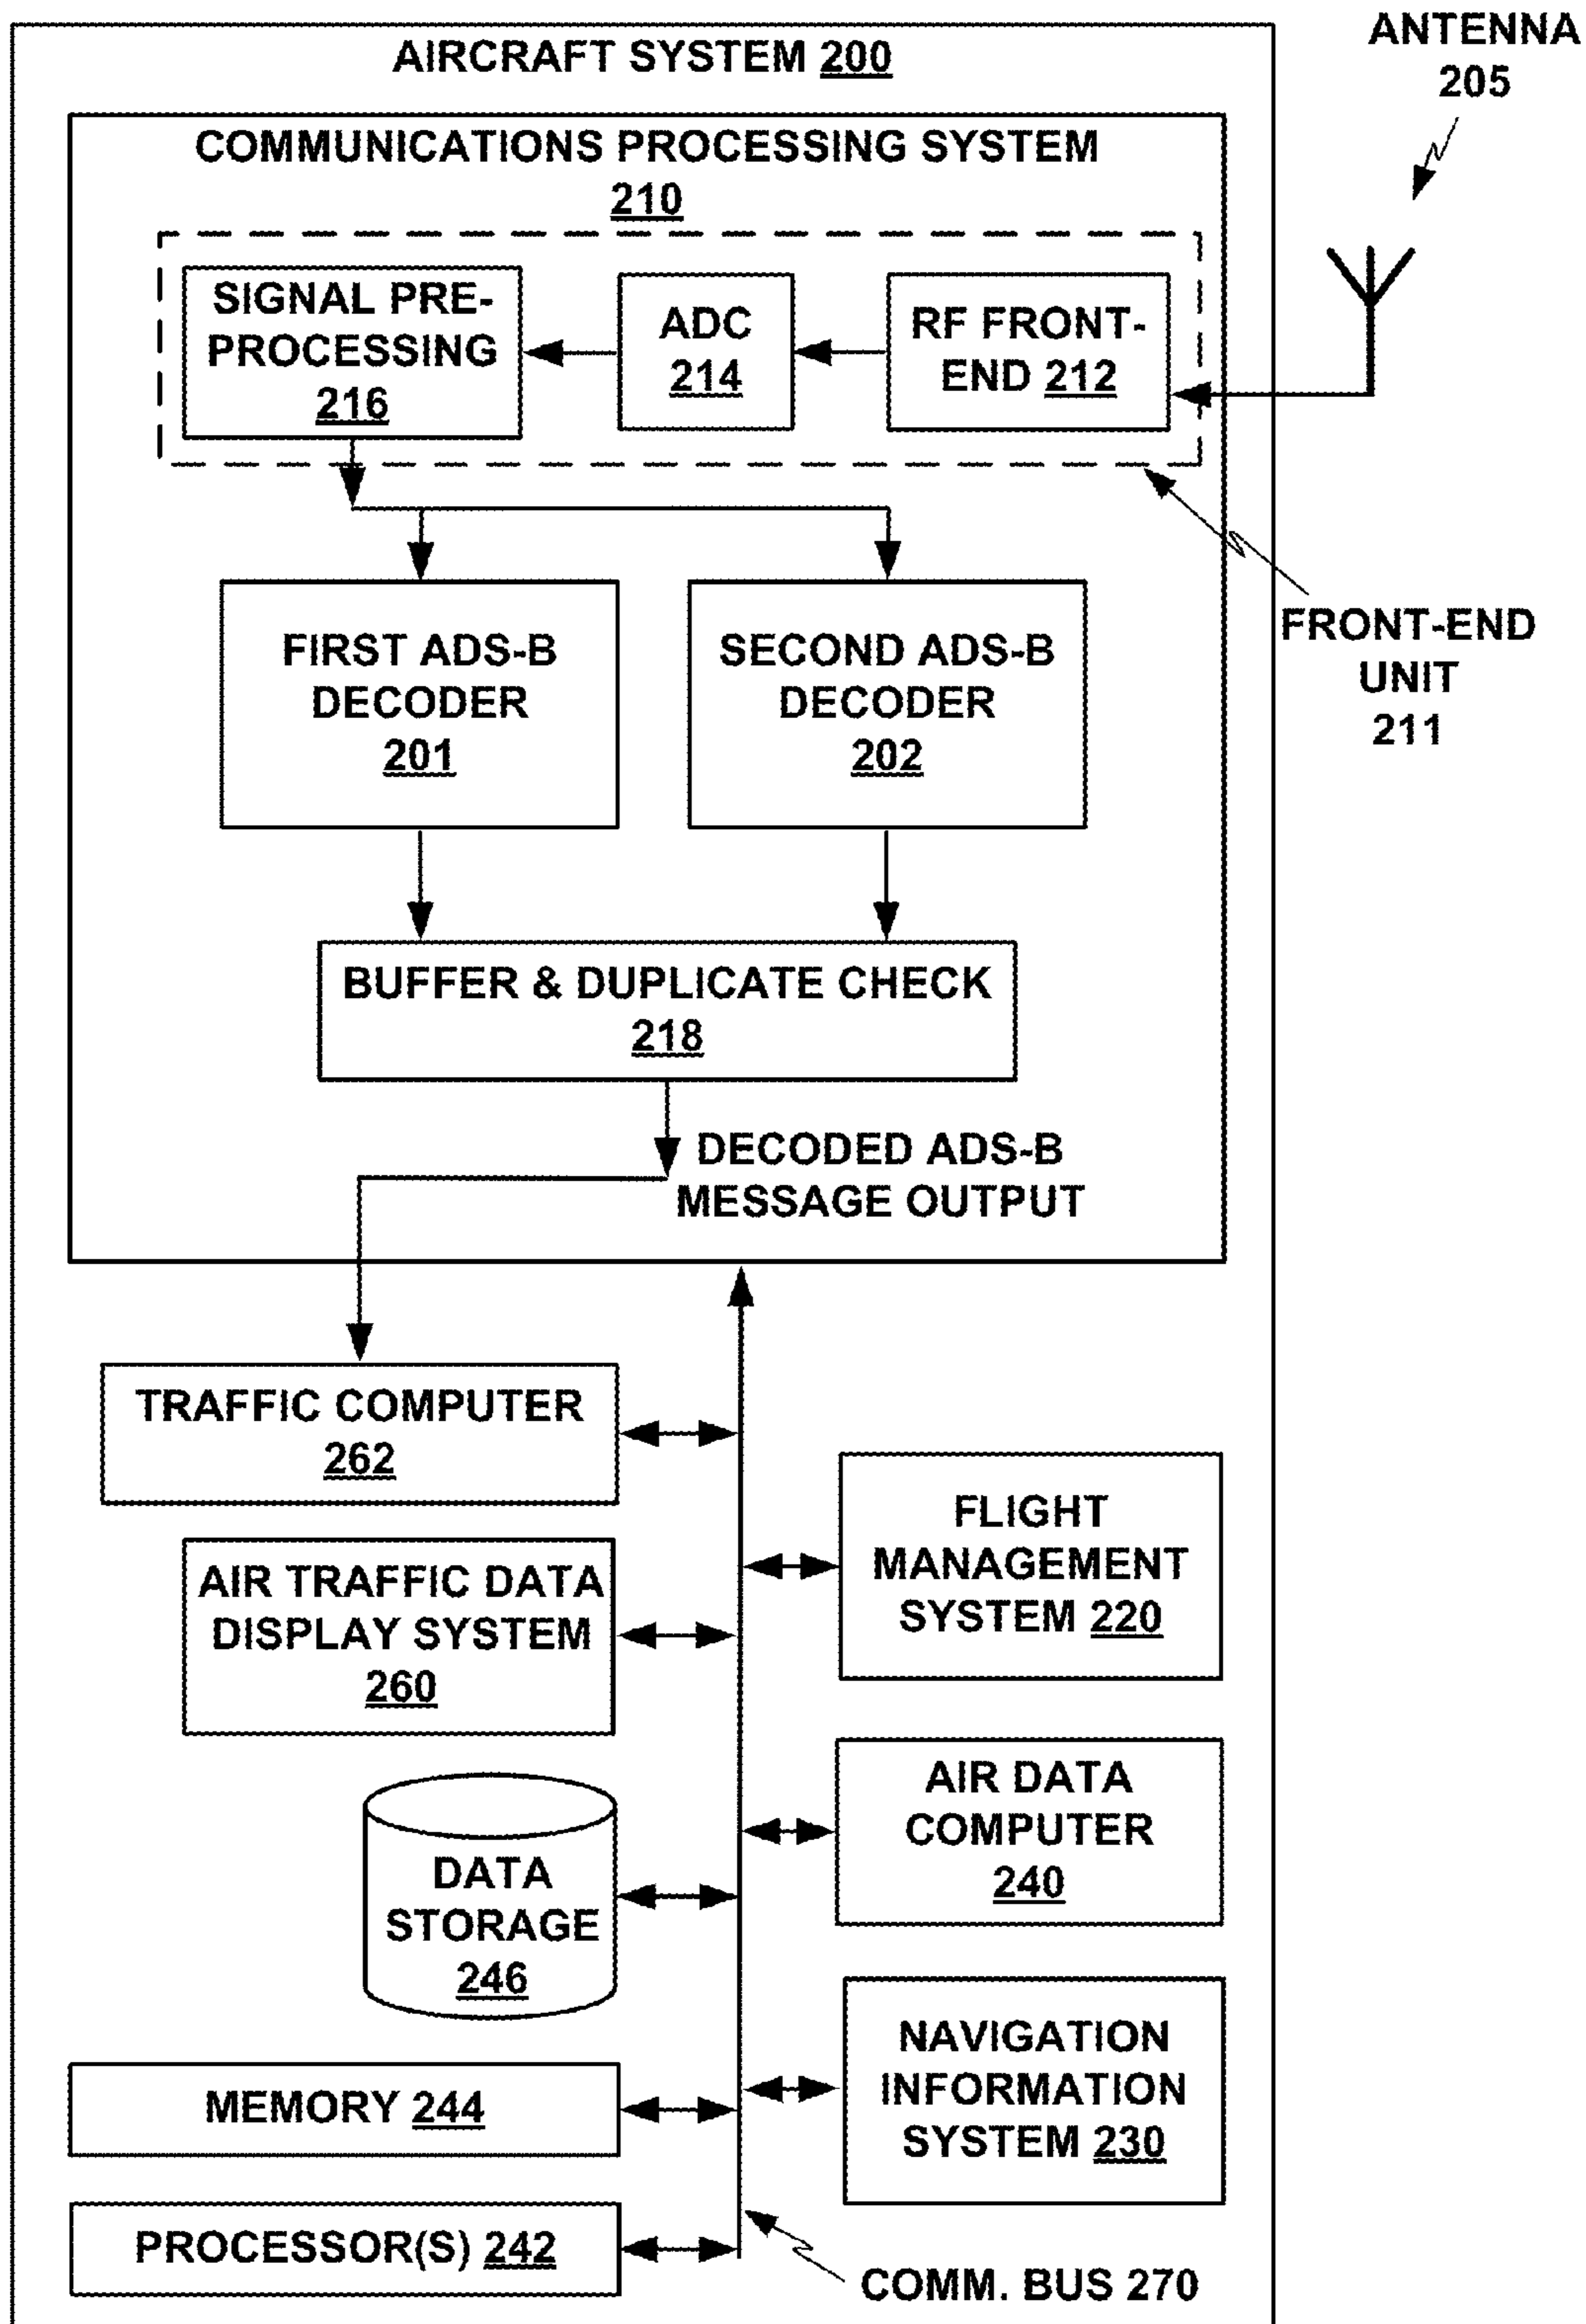 AIRCRAFT SYSTEM 200
ANTENNA
205
COMMUNICATIONS PROCESSING SYSTEM
210
SIGNAL PRE-
PROCESSING
216
ADC
214
RF FRONT-
END 212
FRONT-END
UNIT
211
FIRST ADS-B
DECODER
201
SECOND ADS-B
DECODER
202
BUFFER & DUPLICATE CHECK
218
DECODED ADS-B
MESSAGE OUTPUT
TRAFFIC COMPUTER
262
FLIGHT
MANAGEMENT
SYSTEM 220
AIR TRAFFIC DATA
DISPLAY SYSTEM
260
AIR DATA
COMPUTER
240
DATA
STORAGE
246
NAVIGATION
INFORMATION
SYSTEM 230
MEMORY 244
PROCESSOR(S) 242
COMM. BUS 270